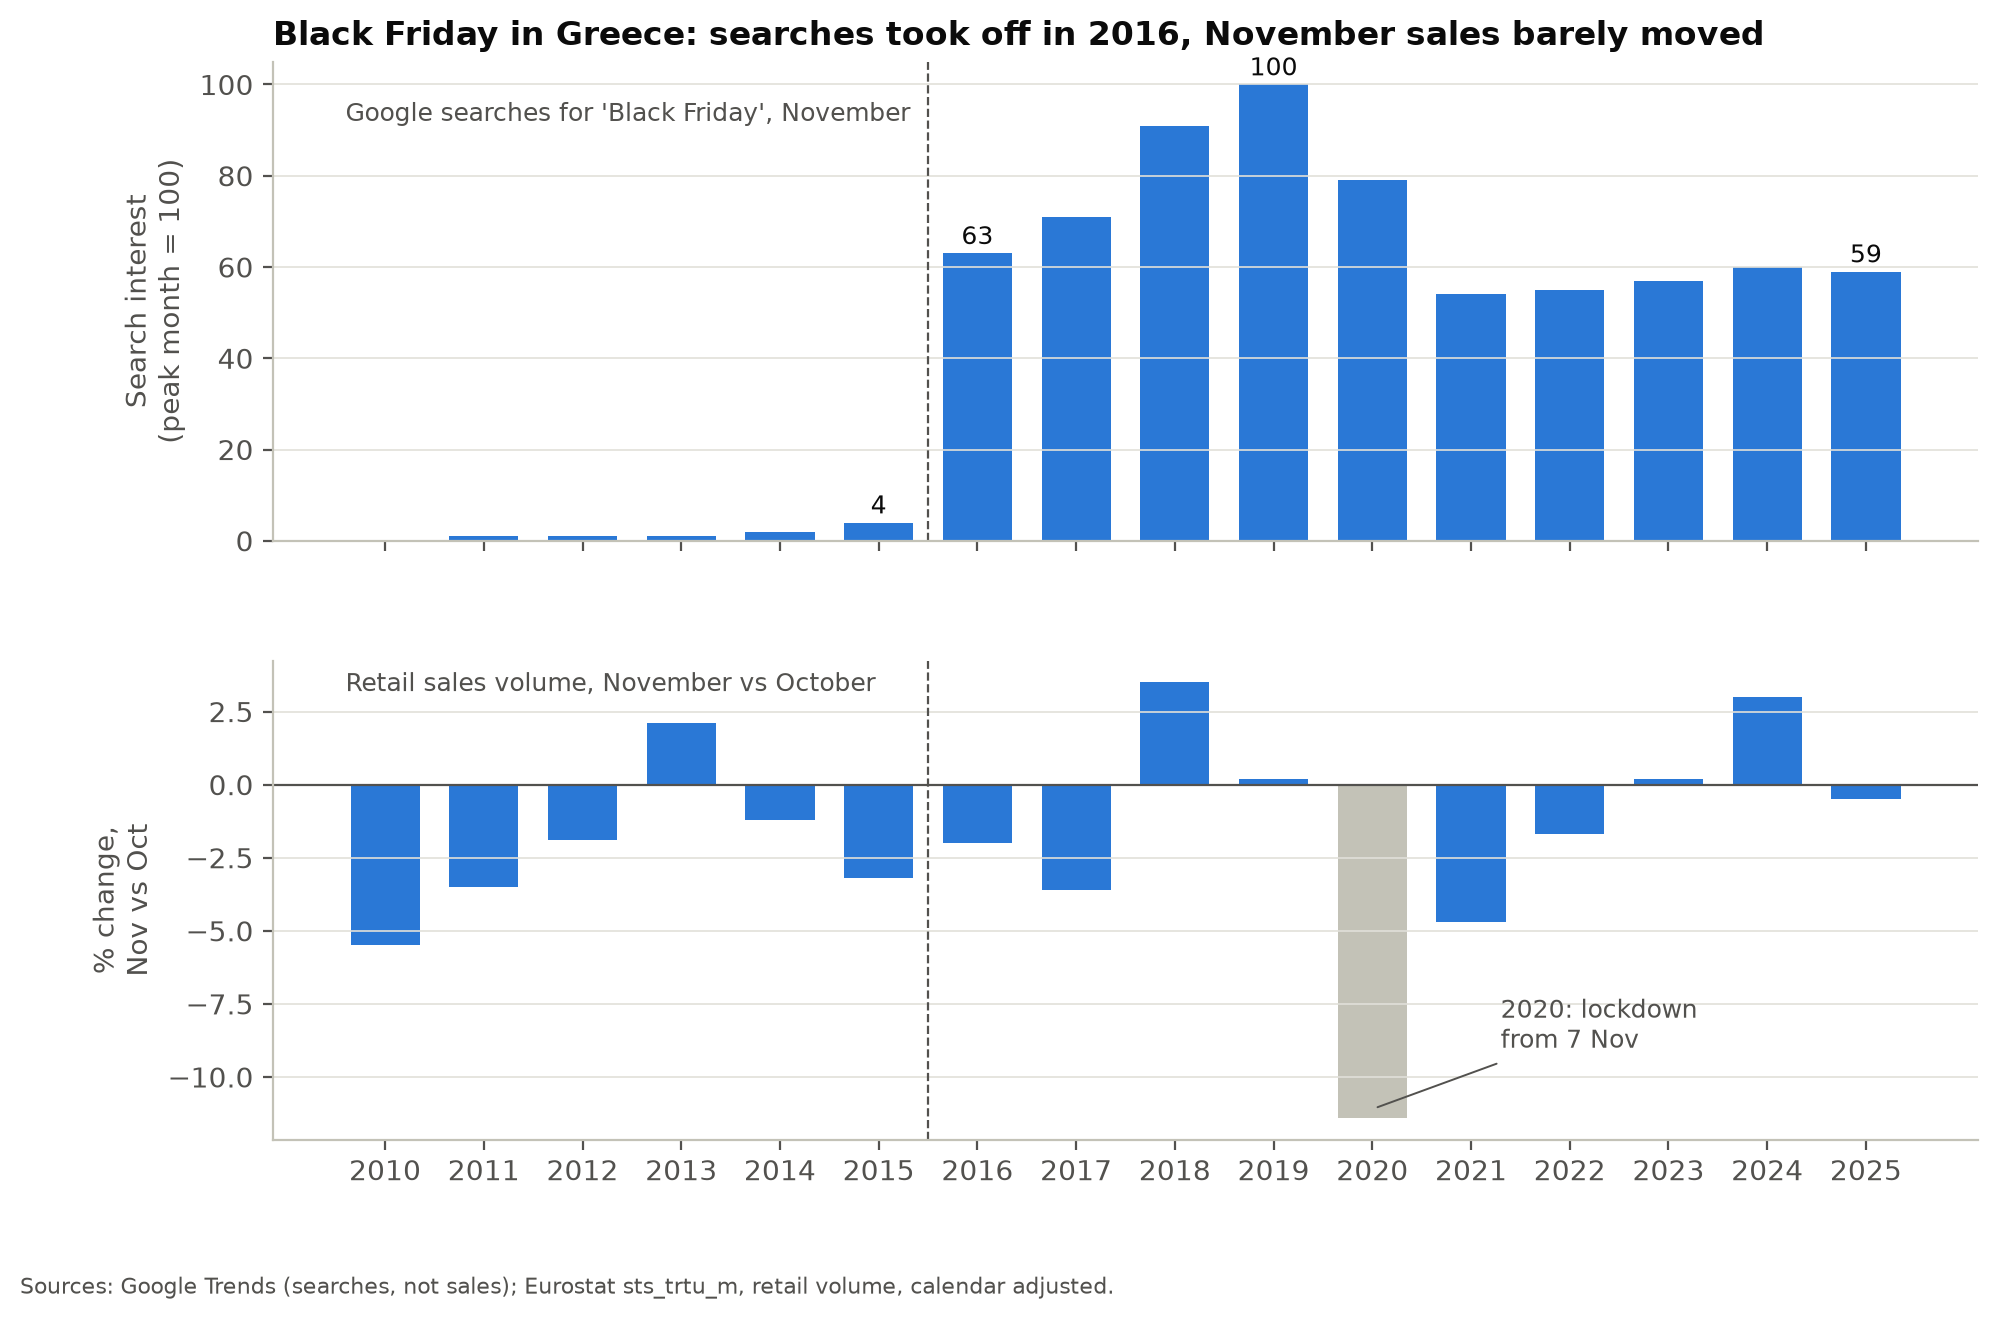 Black Friday in Greece: searches took off in 2016, November sales barely moved
Google searches for 'Black Friday', November
Search interest
(peak month = 100)
100
80
60
40
20
0
4
63
100
59
Retail sales volume, November vs October
% change,
Nov vs Oct
2.5
0.0
−2.5
−5.0
−7.5
−10.0
2020: lockdown
from 7 Nov
2010 2011 2012 2013 2014 2015 2016 2017 2018 2019 2020 2021 2022 2023 2024 2025
Sources: Google Trends (searches, not sales); Eurostat sts_trtu_m, retail volume, calendar adjusted.